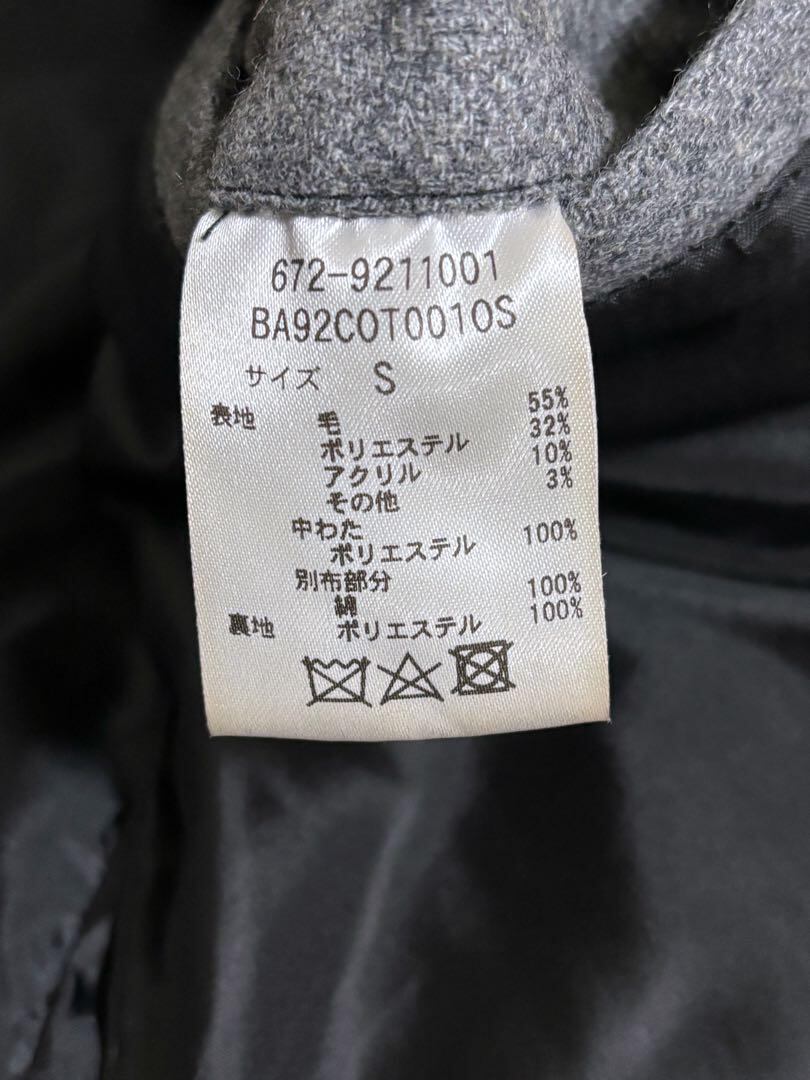 672-9211001
BA92COT0010S
サイズ S
表地 毛 55%
ポリエステル 32%
アクリル 10%
その他 3%
中わた
ポリエステル 100%
別布部分
綿 100%
裏地 ポリエステル 100%